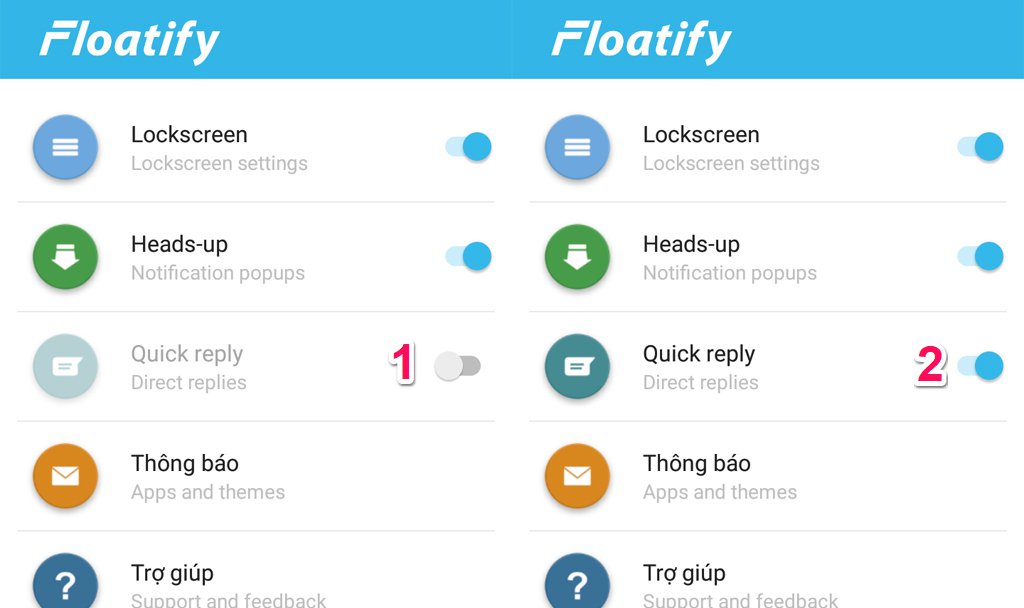 Floatify
Lockscreen
Lockscreen settings
Heads-up
Notification popups
Quick reply
Direct replies
1
Thông báo
Apps and themes
Trợ giúp
Support and feedback
Floatify
Lockscreen
Lockscreen settings
Heads-up
Notification popups
Quick reply
Direct replies
2
Thông báo
Apps and themes
Trợ giúp
Support and feedback